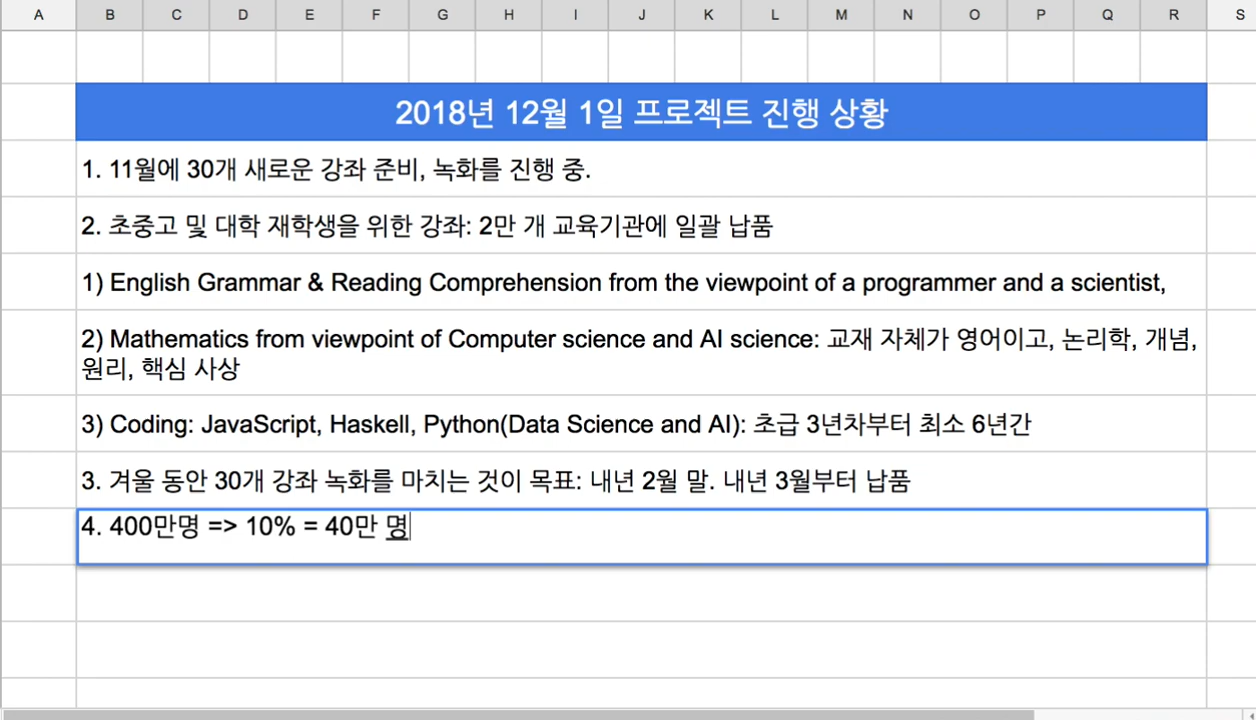 A B C D E F G H I J K L M N O P Q R S
2018년 12월 1일 프로젝트 진행 상황
1. 11월에 30개 새로운 강좌 준비, 녹화를 진행 중.
2. 초중고 및 대학 재학생을 위한 강좌: 2만 개 교육기관에 일괄 납품
1) English Grammar & Reading Comprehension from the viewpoint of a programmer and a scientist,
2) Mathematics from viewpoint of Computer science and AI science: 교재 자체가 영어이고, 논리학, 개념,
원리, 핵심 사상
3) Coding: JavaScript, Haskell, Python(Data Science and AI): 초급 3년차부터 최소 6년간
3. 겨울 동안 30개 강좌 녹화를 마치는 것이 목표: 내년 2월 말. 내년 3월부터 납품
4. 400만명 => 10% = 40만 명